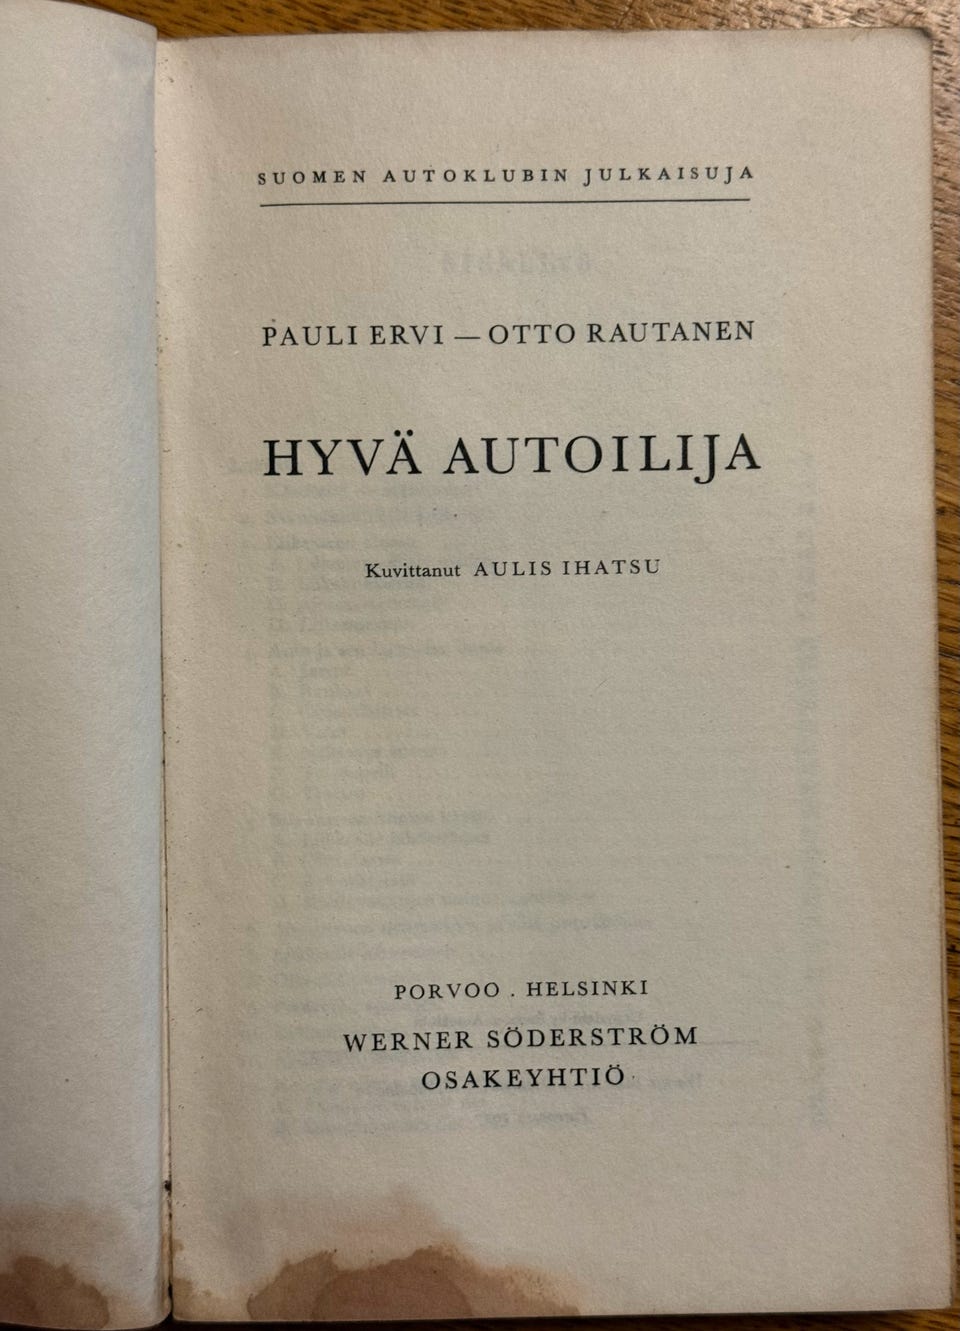 SUOMEN AUTOKLUBIN JULKAISUJA
PAULI ERVI — OTTO RAUTANEN
HYVÄ AUTOILIJA
Kuvittanut AULIS IHATSU
PORVOO . HELSINKI
WERNER SÖDERSTRÖM
OSAKEYHTIÖ